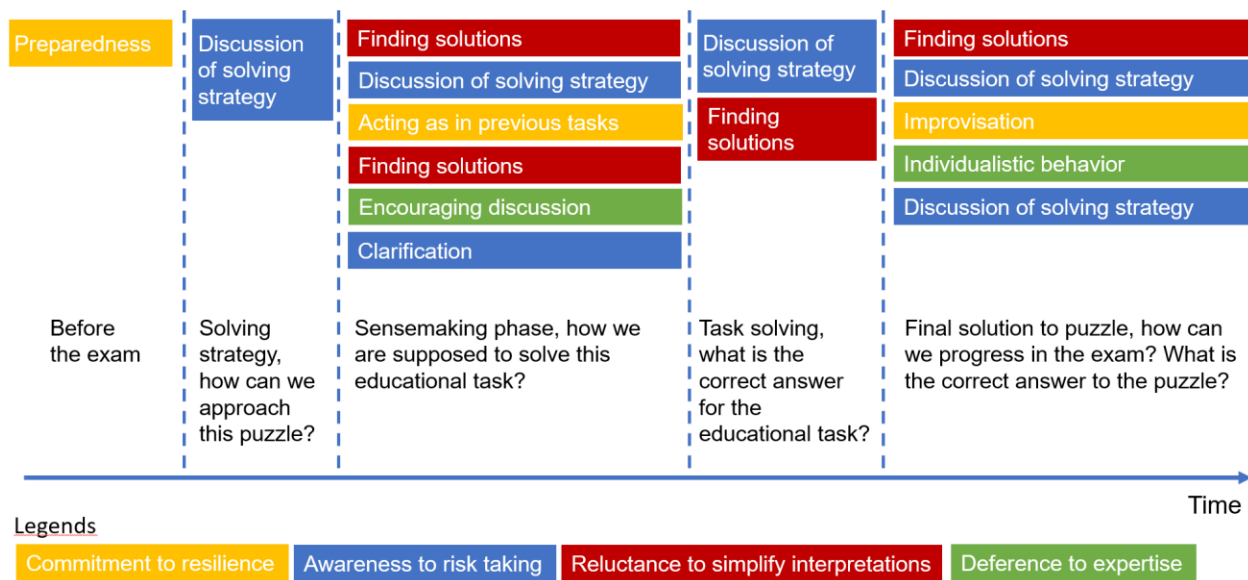 Preparedness
Discussion
of solving
strategy
Finding solutions
Discussion of solving strategy
Acting as in previous tasks
Finding solutions
Encouraging discussion
Clarification
Discussion of
solving strategy
Finding
solutions
Finding solutions
Discussion of solving strategy
Improvisation
Individualistic behavior
Discussion of solving strategy
Before
the exam
Solving
strategy,
how can we
approach
this puzzle?
Sensemaking phase, how we
are supposed to solve this
educational task?
Task solving,
what is the
correct answer
for the
educational task?
Final solution to puzzle, how can
we progress in the exam? What is
the correct answer to the puzzle?
Time
Legends
Commitment to resilience
Awareness to risk taking
Reluctance to simplify interpretations
Deference to expertise